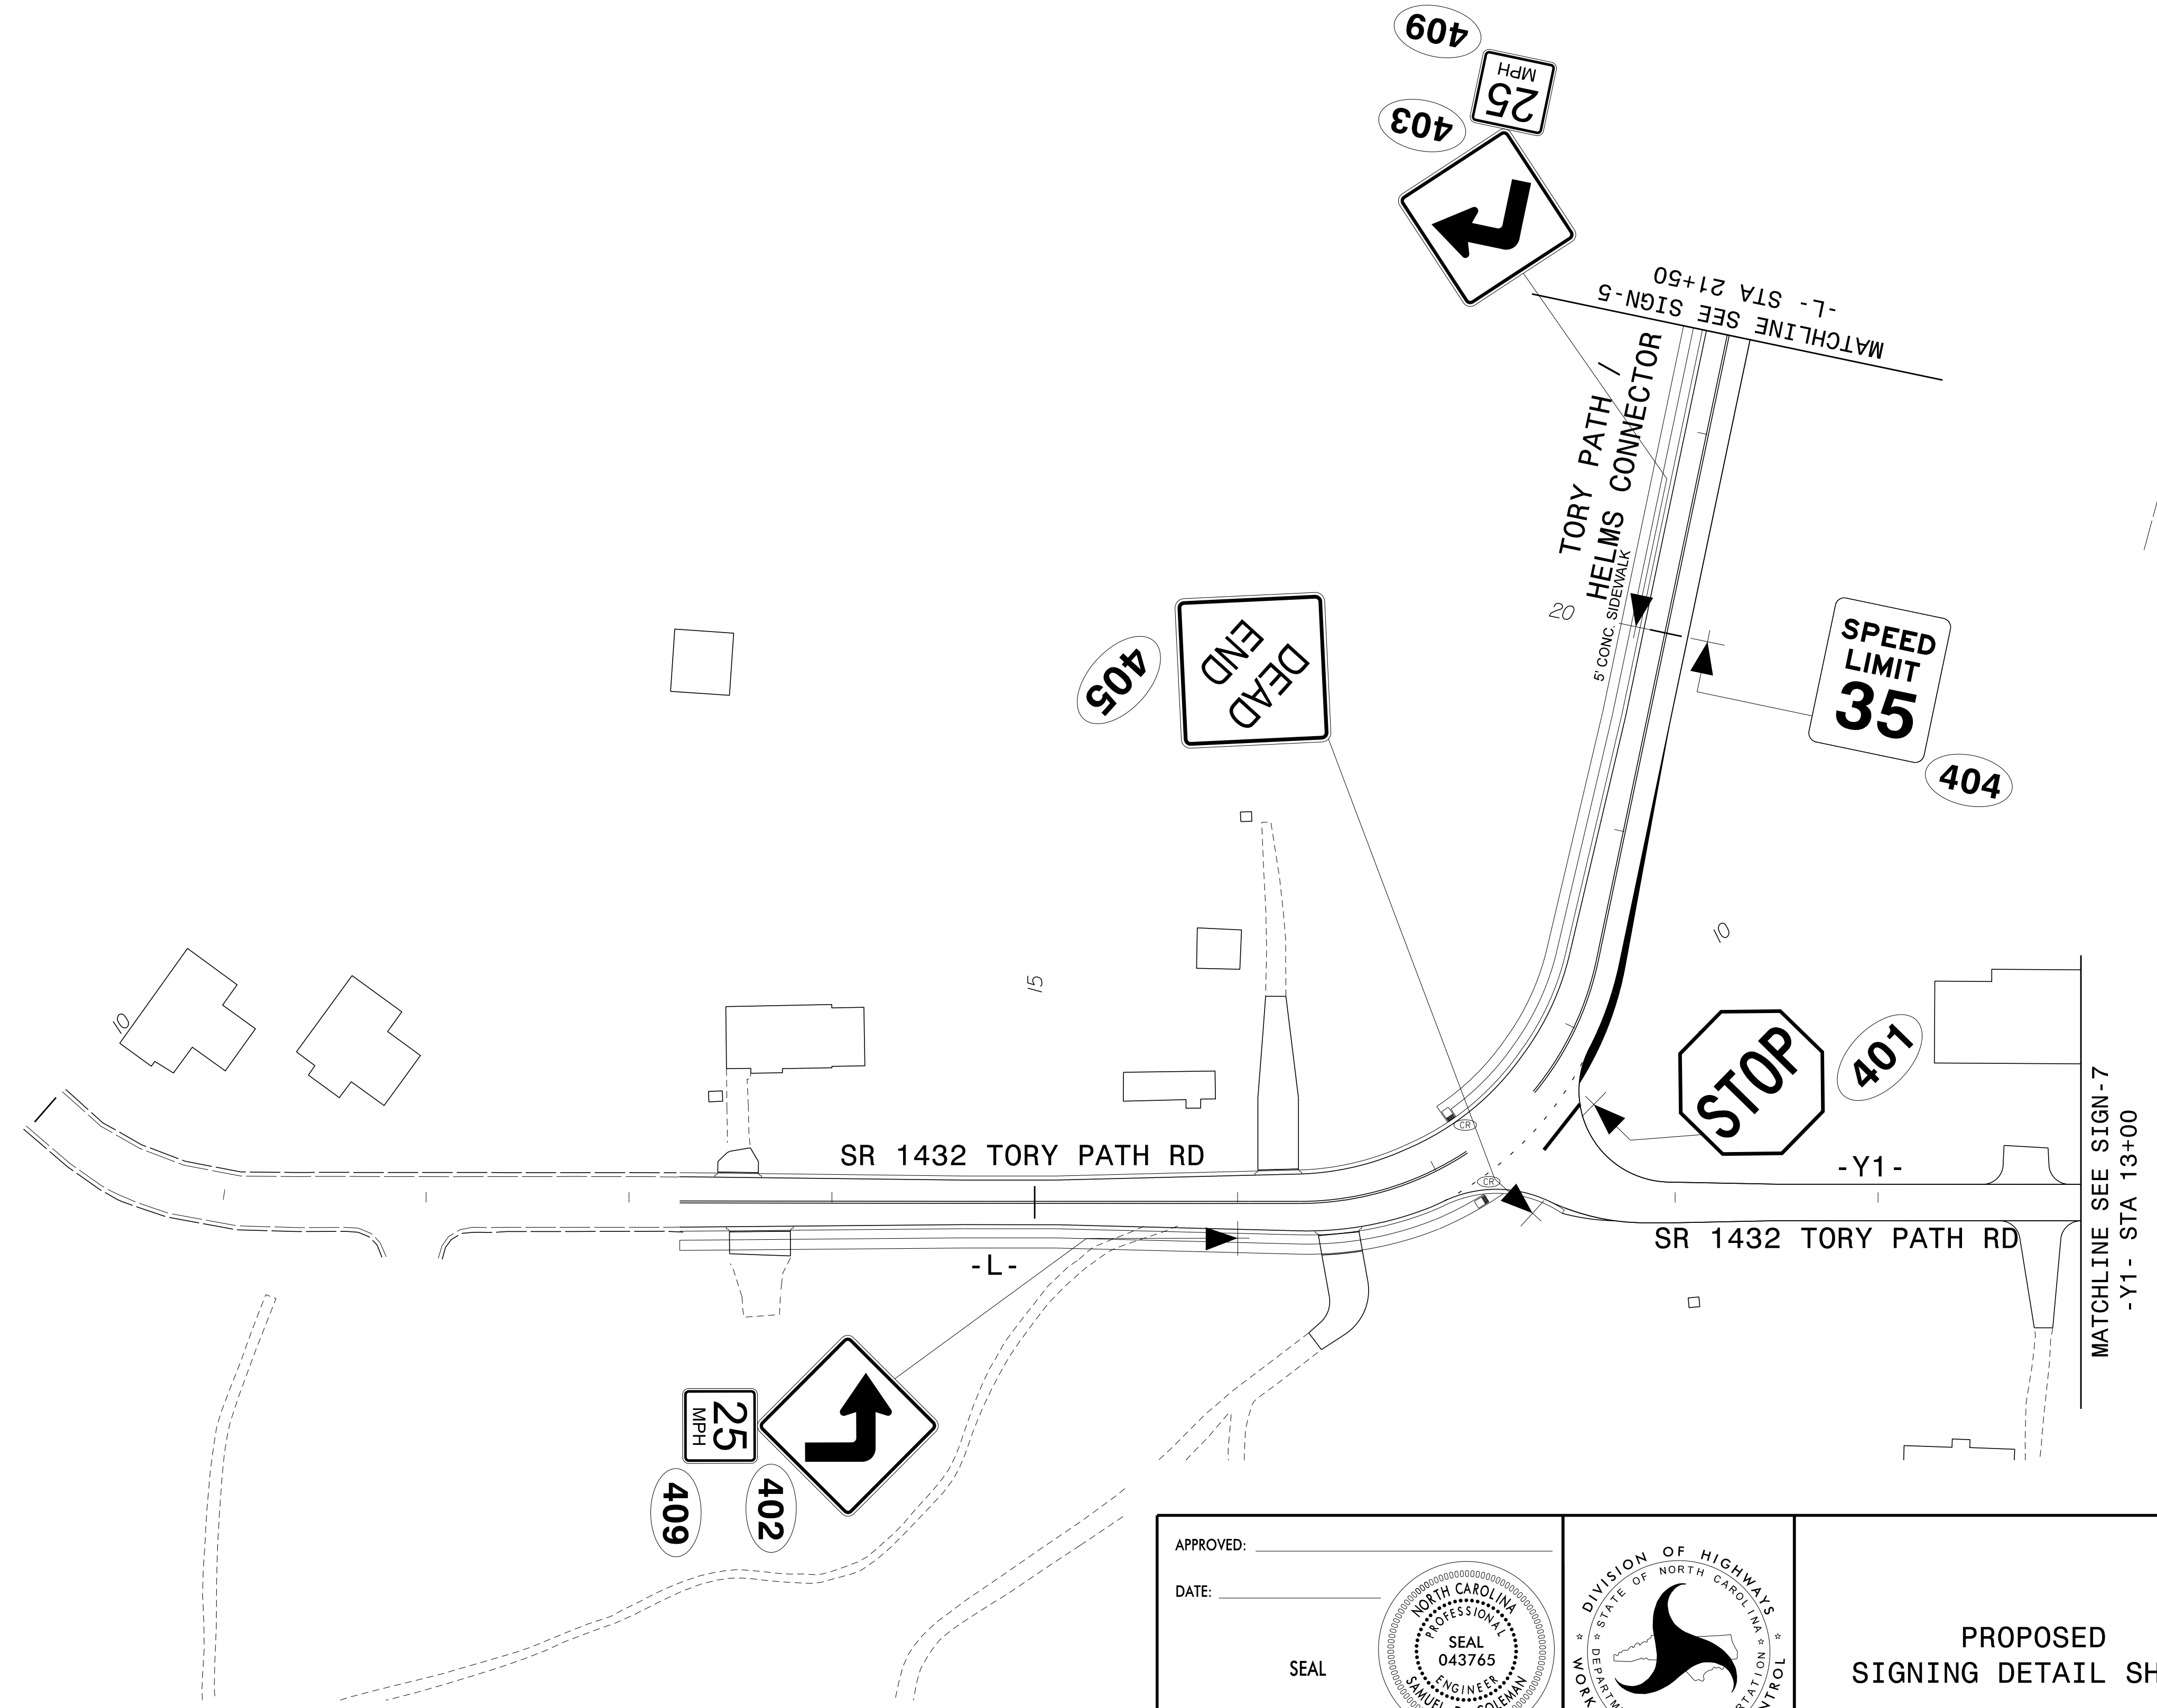 409
25
MPH
403
MATCHLINE SEE SIGN-5
-L- STA 21+50
TORY PATH /
HELMS CONNECTOR
5' CONC. SIDEWALK
20
405
DEAD
END
SPEED
LIMIT
35
404
10
15
10
STOP
401
CR
CR
SR 1432 TORY PATH RD
-Y1-
SR 1432 TORY PATH RD
MATCHLINE SEE SIGN-7
-Y1- STA 13+00
-L-
25
MPH
409
402
APPROVED:
DATE:
SEAL
NORTH CAROLINA
PROFESSIONAL
SEAL
043765
ENGINEER
DIVISION OF HIGHWAYS
STATE OF NORTH CAROLINA
WORK
PROPOSED
SIGNING DETAIL SH